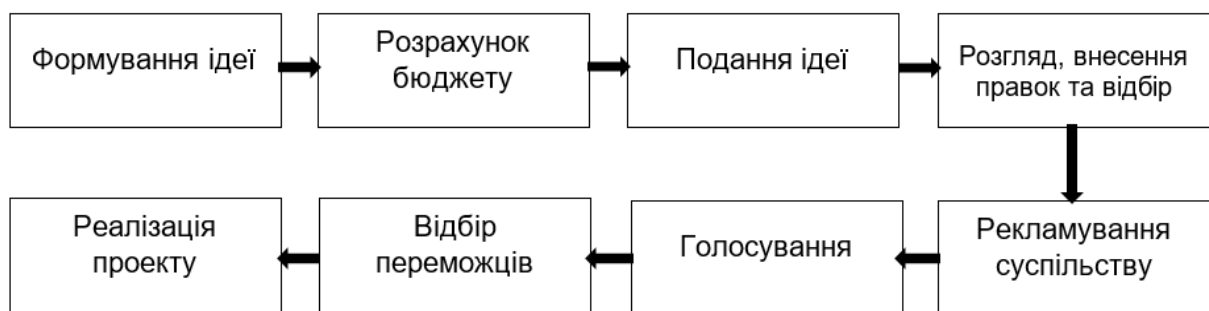 Формування ідеї
Розрахунок
бюджету
Подання ідеї
Розгляд, внесення
правок та відбір
Рекламування
суспільству
Голосування
Відбір
переможців
Реалізація
проекту